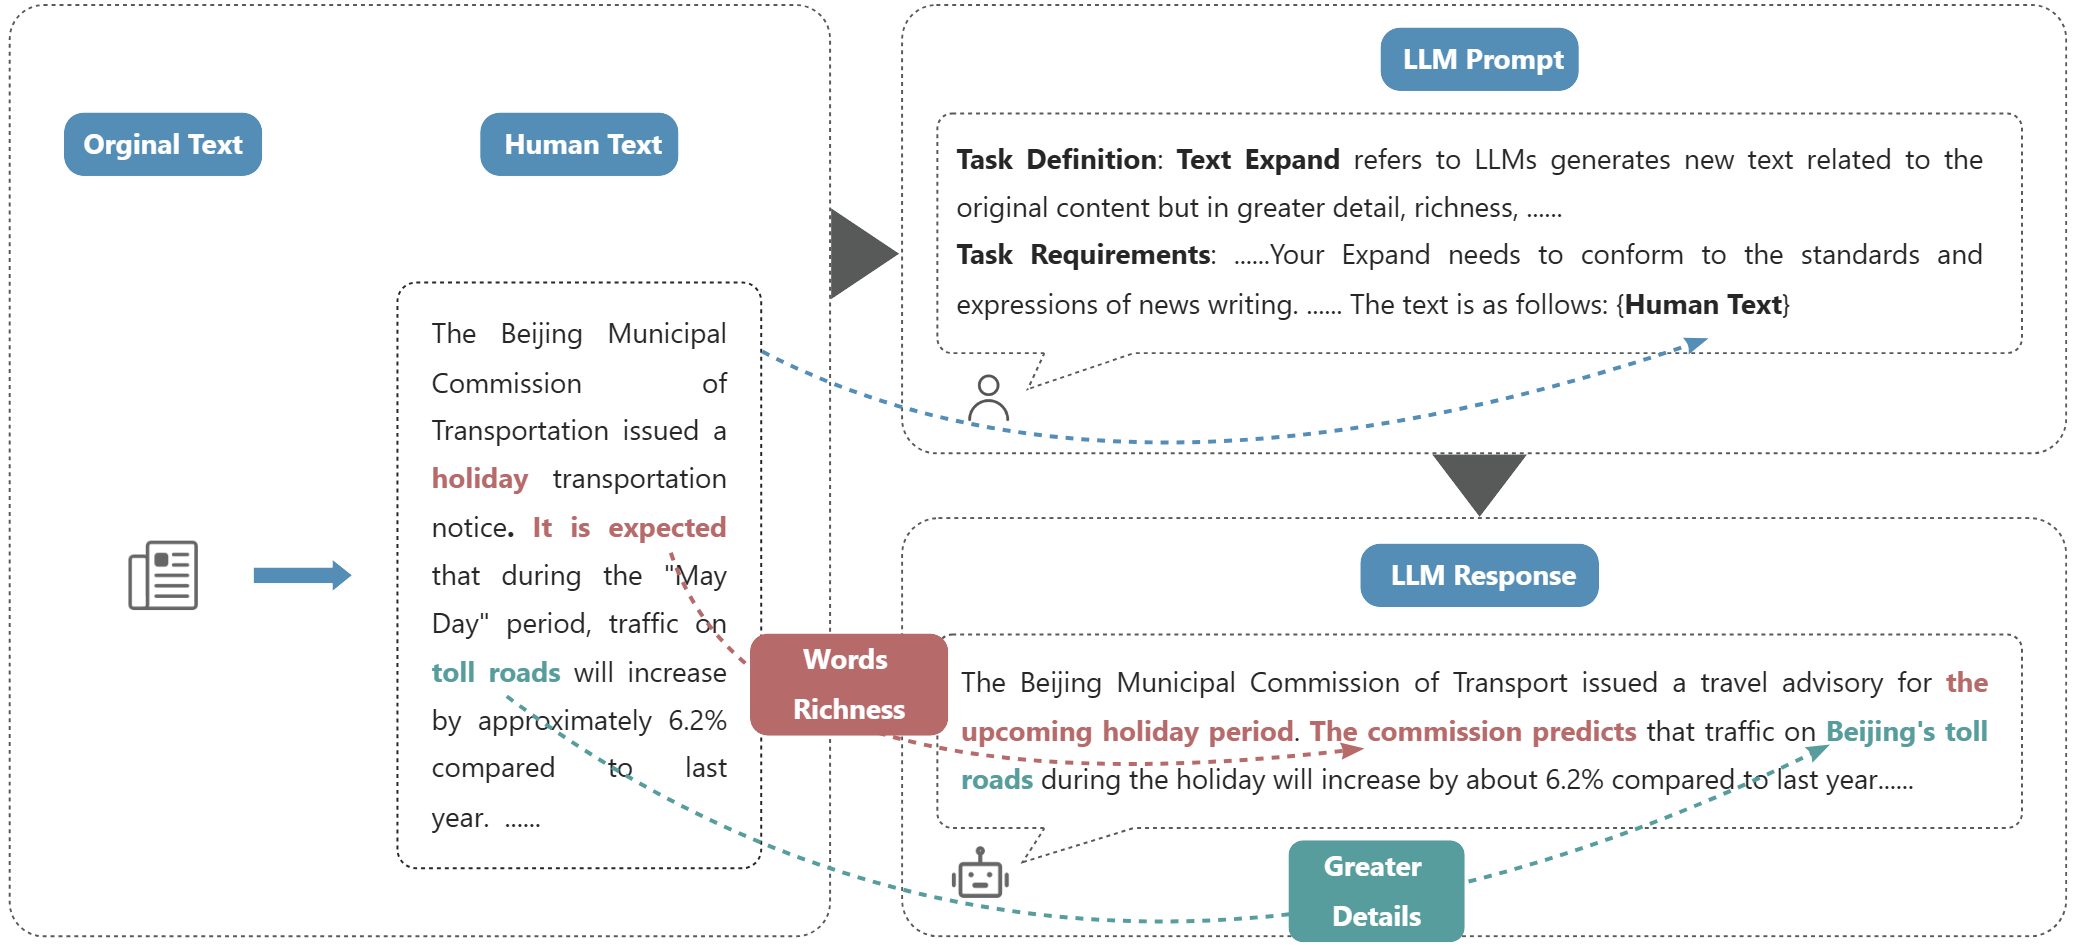 Orginal Text
Human Text
The Beijing Municipal
Commission of
Transportation issued a
holiday transportation
notice. It is expected
that during the "May
Day" period, traffic on
toll roads will increase
by approximately 6.2%
compared to last
year. ......
LLM Prompt
Task Definition: Text Expand refers to LLMs generates new text related to the
original content but in greater detail, richness, ......
Task Requirements: ......Your Expand needs to conform to the standards and
expressions of news writing. ...... The text is as follows: {Human Text}
LLM Response
Words
Richness
The Beijing Municipal Commission of Transport issued a travel advisory for the
upcoming holiday period. The commission predicts that traffic on Beijing's toll
roads during the holiday will increase by about 6.2% compared to last year......
Greater
Details